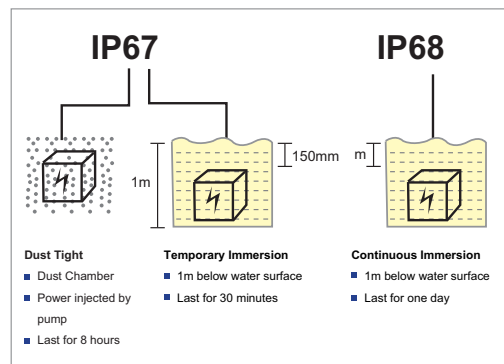 IP67
IP68
1m
150mm
m
Dust Tight
Dust Chamber
Power injected by
pump
Last for 8 hours
Temporary Immersion
1m below water surface
Last for 30 minutes
Continuous Immersion
1m below water surface
Last for one day